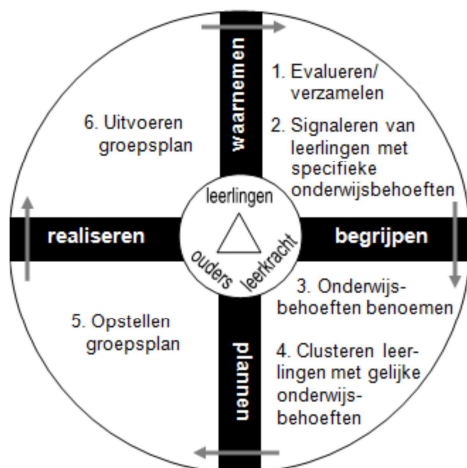 waarnemen
1. Evalueren/
verzamelen
2. Signaleren van
leerlingen met
specifieke
onderwijsbehoeften
begrijpen
3. Onderwijs-
behoeften benoemen
4. Clusteren leer-
lingen met gelijke
onderwijs-
behoeften
plannen
5. Opstellen
groepsplan
realiseren
6. Uitvoeren
groepsplan
leerlingen
ouders
leerkracht